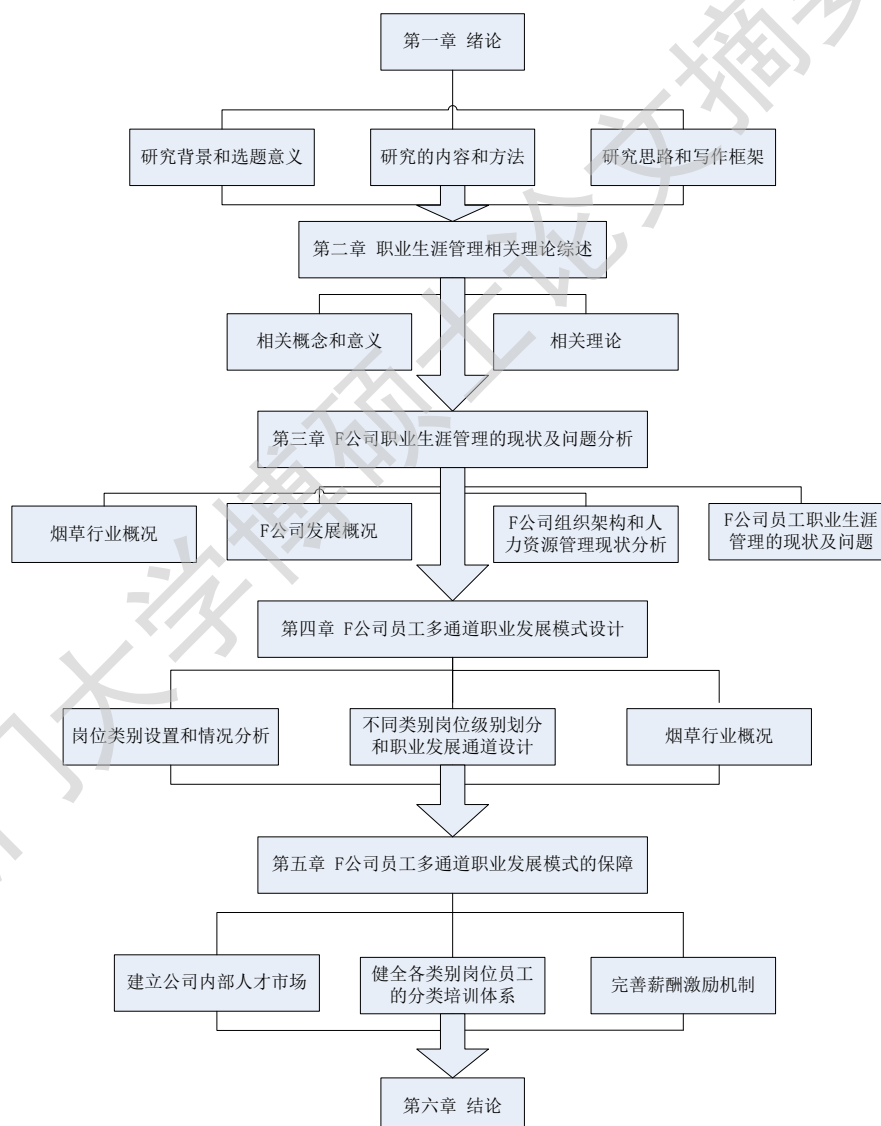 第一章 绪论
研究背景和选题意义
研究的内容和方法
研究思路和写作框架
第二章 职业生涯管理相关理论综述
相关概念和意义
相关理论
第三章 F公司职业生涯管理的现状及问题分析
烟草行业概况
F公司发展概况
F公司组织架构和人
力资源管理现状分析
F公司员工职业生涯
管理的现状及问题
第四章 F公司员工多通道职业发展模式设计
岗位类别设置和情况分析
不同类别岗位级别划分
和职业发展通道设计
烟草行业概况
第五章 F公司员工多通道职业发展模式的保障
建立公司内部人才市场
健全各类别岗位员工
的分类培训体系
完善薪酬激励机制
第六章 结论
门大学博硕士论文摘要